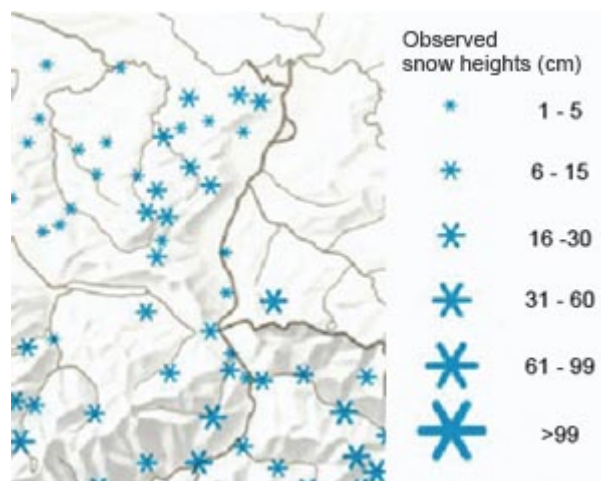 Observed
snow heights (cm)
1 - 5
6 - 15
16 -30
31 - 60
61 - 99
>99